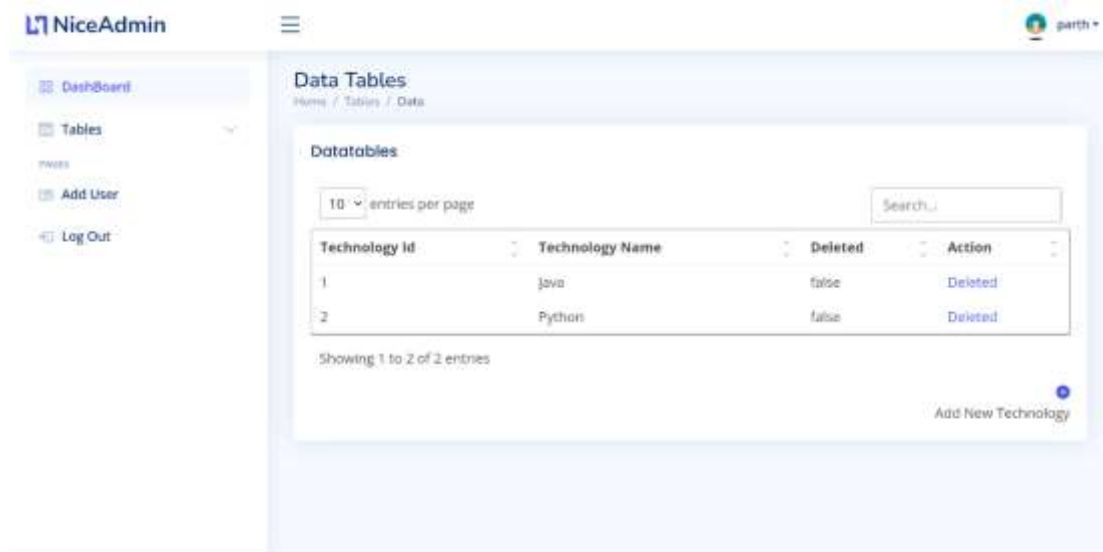 NiceAdmin
parth
DashBoard
Tables
PAGES
Add User
Log Out
Data Tables
Home / Tables / Data
Datatables
10 entries per page
Search...
Technology Id Technology Name Deleted Action
1 Java false Deleted
2 Python false Deleted
Showing 1 to 2 of 2 entries
Add New Technology